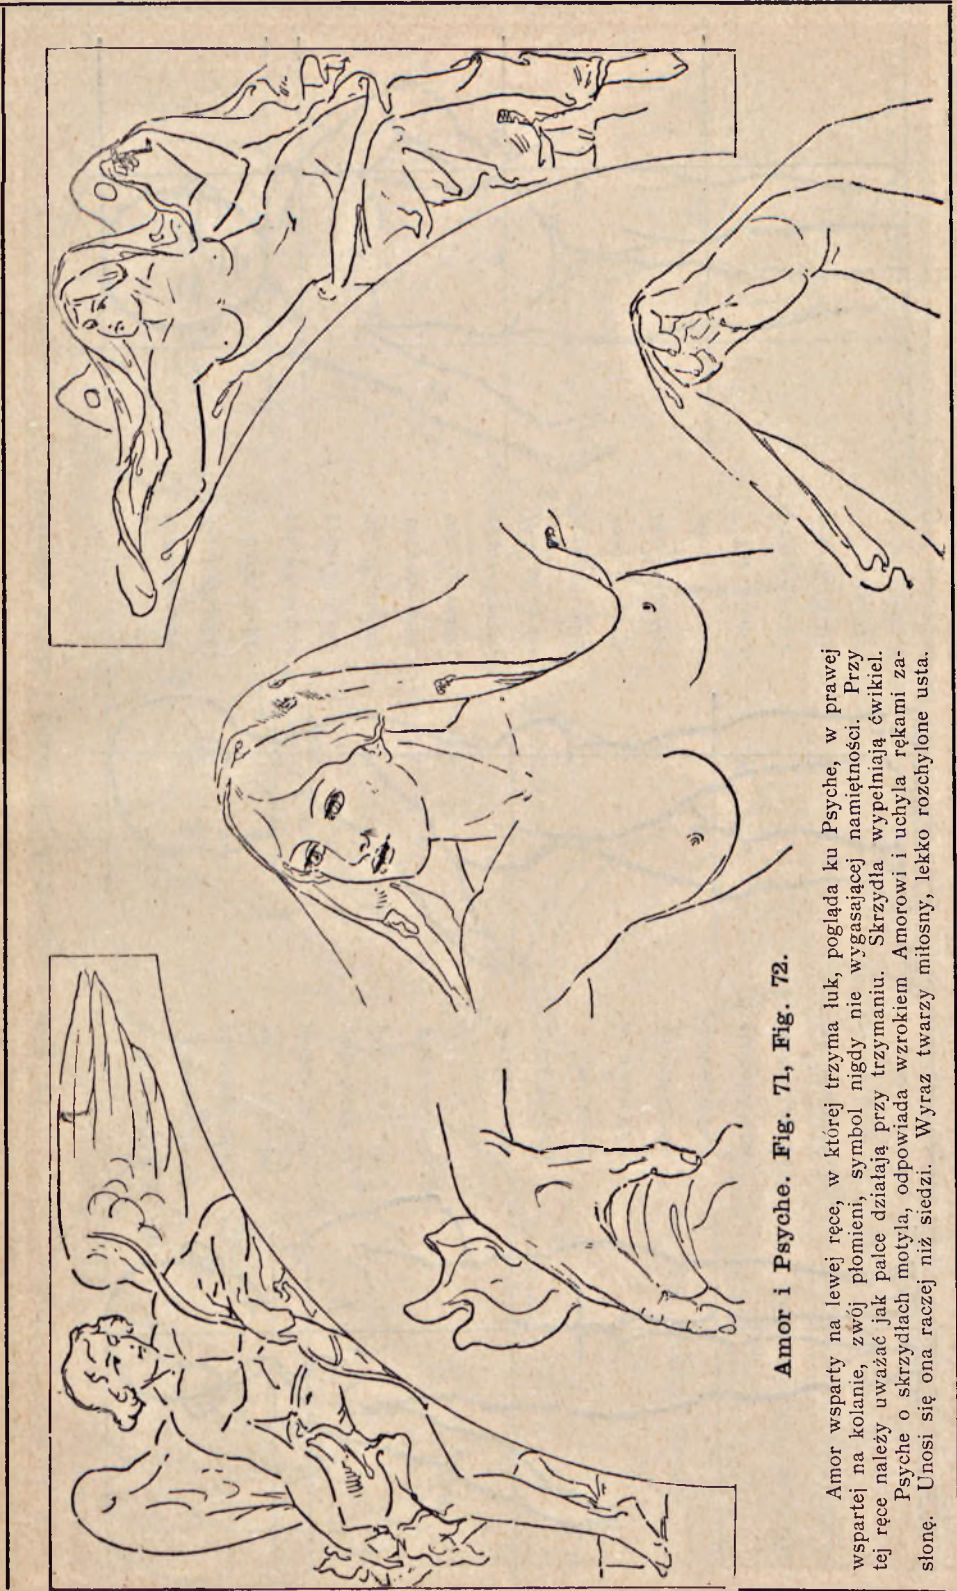 Amor i Psyche. Fig. 71, Fig. 72.
Amor wsparty na lewej ręce, w której trzyma łuk, pogląda ku Psyche, w prawej
wspartej na kolanie, zwój płomieni, symbol nigdy nie wygasającej namiętności. Przy
tej ręce należy uważać jak palce działają przy trzymaniu. Skrzydła wypełniają ćwikiel.
Psyche o skrzydłach motyla, odpowiada wzrokiem Amorowi i uchyla rękami za-
słonę. Unosi się ona raczej niż siedzi. Wyraz twarzy miłosny, lekko rozchylone usta.